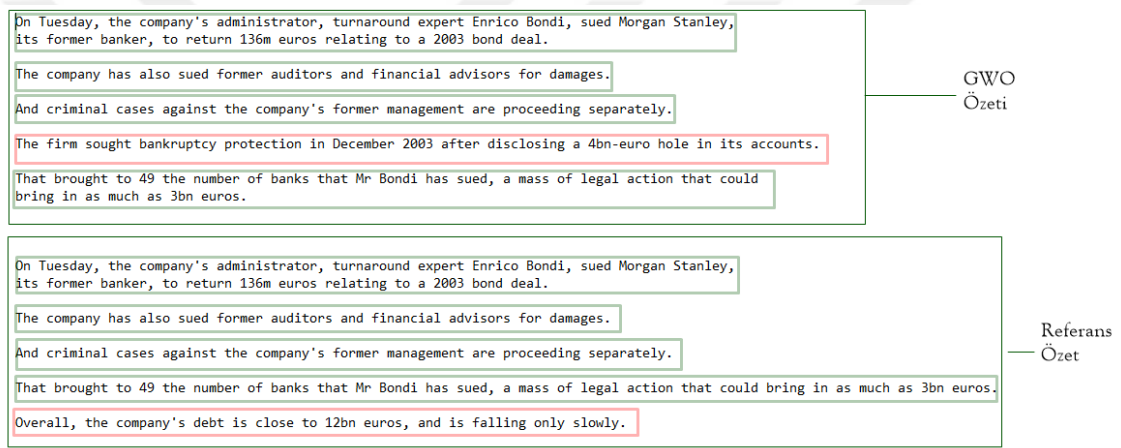 On Tuesday, the company's administrator, turnaround expert Enrico Bondi, sued Morgan Stanley,
its former banker, to return 136m euros relating to a 2003 bond deal.
The company has also sued former auditors and financial advisors for damages.
And criminal cases against the company's former management are proceeding separately.
The firm sought bankruptcy protection in December 2003 after disclosing a 4bn-euro hole in its accounts.
That brought to 49 the number of banks that Mr Bondi has sued, a mass of legal action that could
bring in as much as 3bn euros.
GWO
Özeti
On Tuesday, the company's administrator, turnaround expert Enrico Bondi, sued Morgan Stanley,
its former banker, to return 136m euros relating to a 2003 bond deal.
The company has also sued former auditors and financial advisors for damages.
And criminal cases against the company's former management are proceeding separately.
That brought to 49 the number of banks that Mr Bondi has sued, a mass of legal action that could bring in as much as 3bn euros.
Overall, the company's debt is close to 12bn euros, and is falling only slowly.
Referans
Özet